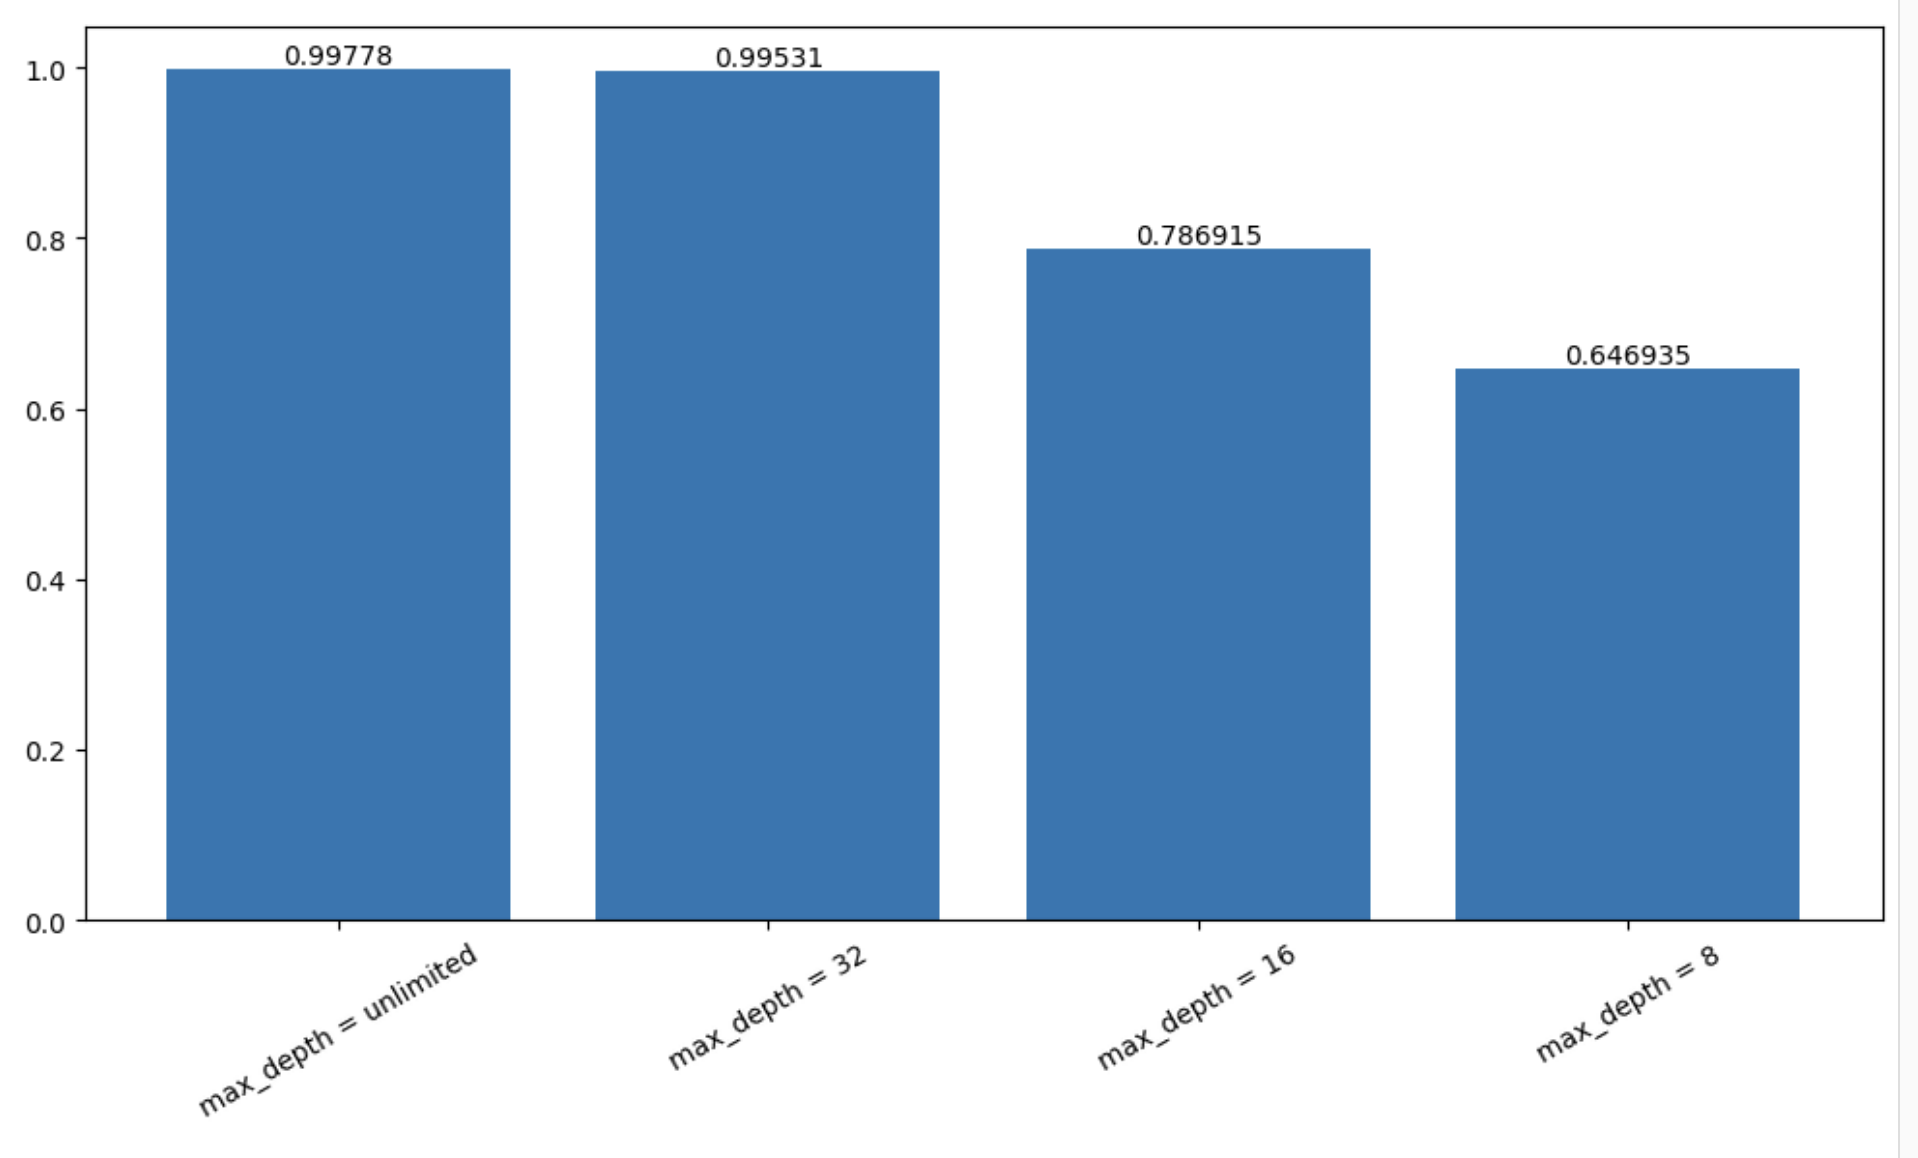 0.99778
0.99531
0.786915
0.646935
1.0
0.8
0.6
0.4
0.2
0.0
max_depth = unlimited
max_depth = 32
max_depth = 16
max_depth = 8